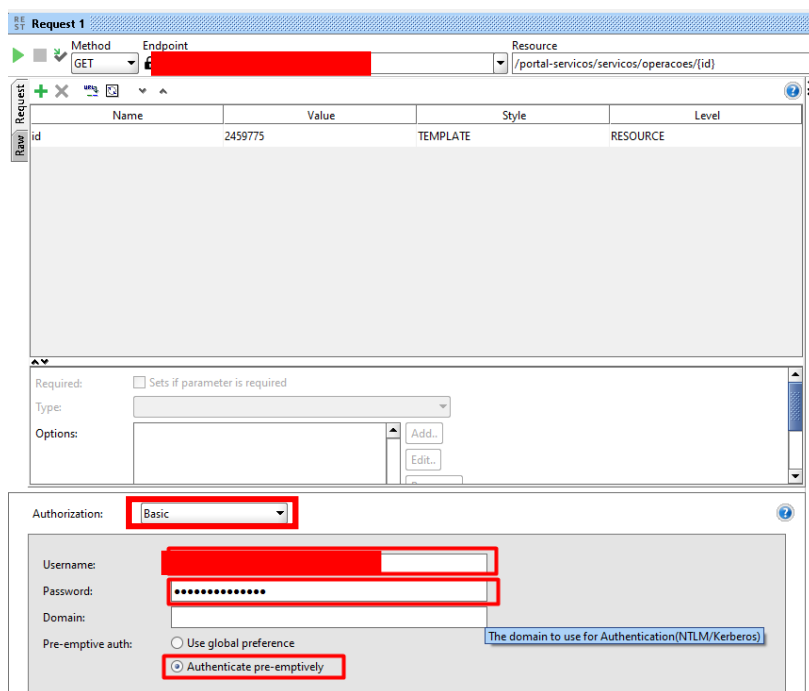 RE ST Request 1
Method Endpoint Resource
GET /portal-servicos/servicos/operacoes/{id}
Request
Raw
Name Value Style Level
id 2459775 TEMPLATE RESOURCE
Required: Sets if parameter is required
Type:
Options: Add..
Edit..
Authorization: Basic
Username:
Password: ••••••••••••••
Domain:
The domain to use for Authentication(NTLM/Kerberos)
Pre-emptive auth: Use global preference
Authenticate pre-emptively